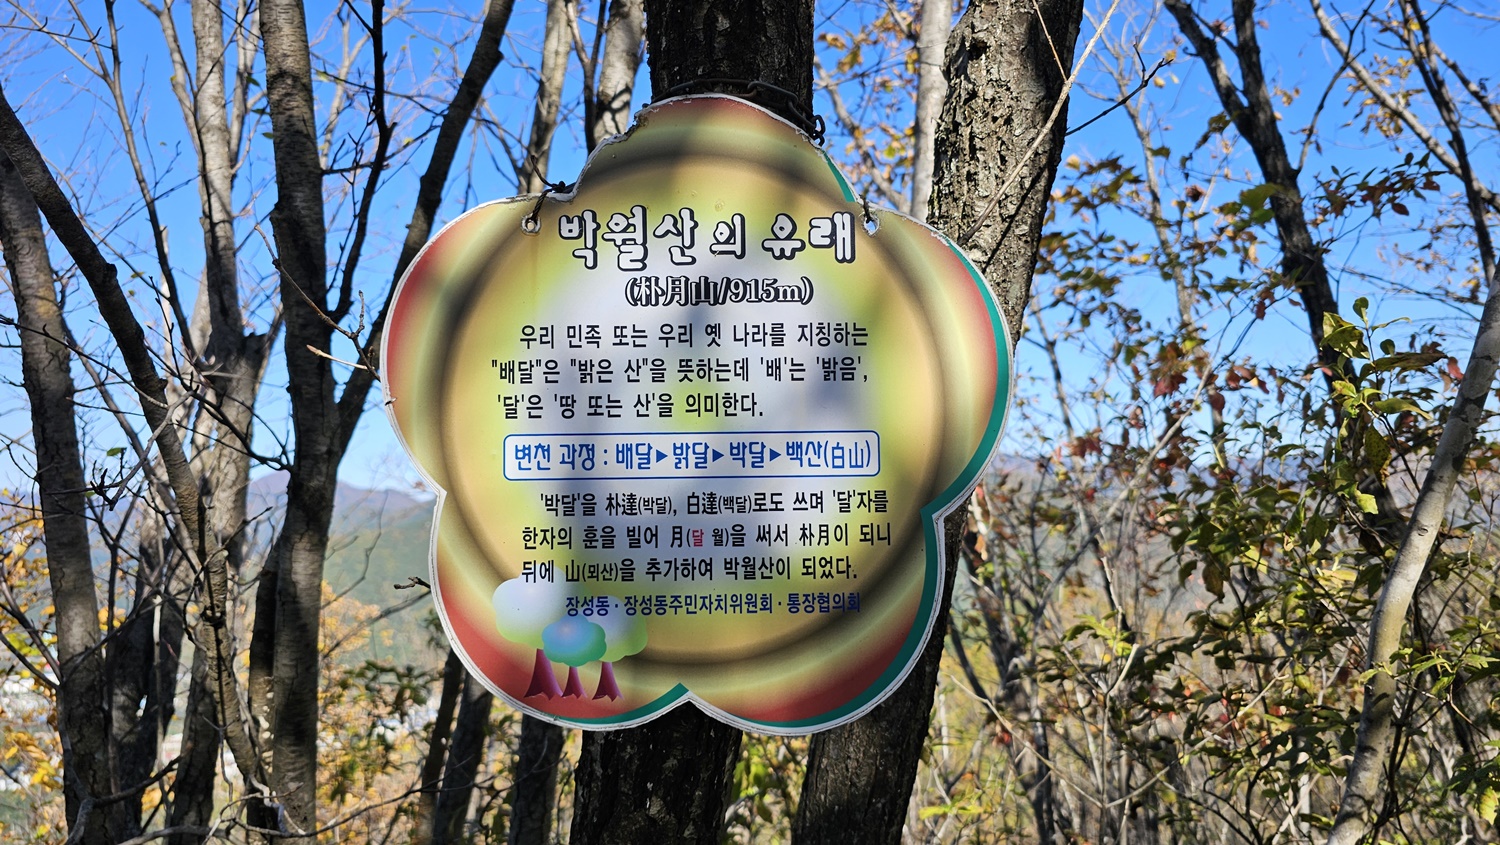 박월산의 유래
(朴月山/915m)
우리 민족 또는 우리 옛 나라를 지칭하는
"배달"은 "밝은 산"을 뜻하는데 '배'는 '밝음',
'달'은 '땅 또는 산'을 의미한다.
변천 과정 : 배달▶밝달▶박달▶백산(白山)
'박달'을 朴達(박달), 白達(백달)로도 쓰며 '달'자를
한자의 훈을 빌어 月(달 월)을 써서 朴月이 되니
뒤에 山(뫼산)을 추가하여 박월산이 되었다.
장성동·장성동주민자치위원회·통장협의회